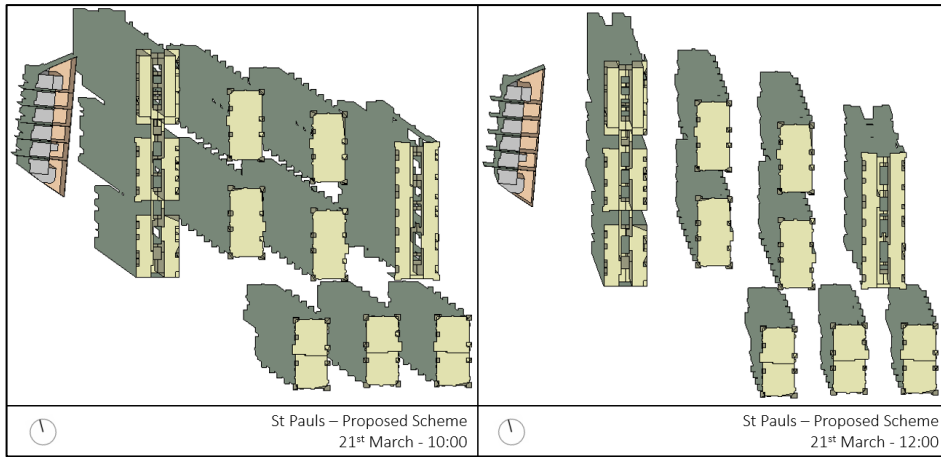 St Pauls – Proposed Scheme
21st March - 10:00
St Pauls – Proposed Scheme
21st March - 12:00